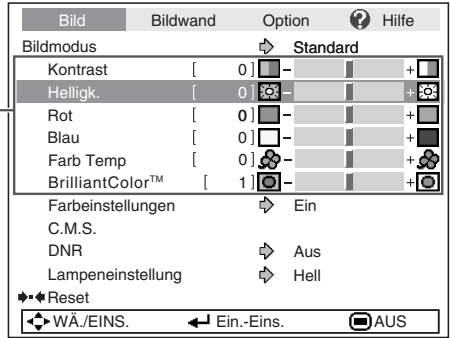 Bild Bildwand Option Hilfe
Bildmodus Standard
Kontrast [ 0] - +
Helligk. [ 0] - +
Rot [ 0] - +
Blau [ 0] - +
Farb Temp [ 0] - +
BrilliantColor™ [ 1] - +
Farbeinstellungen Ein
C.M.S.
DNR Aus
Lampeneinstellung Hell
Reset
WÄ./EINS. Ein.-Eins. AUS